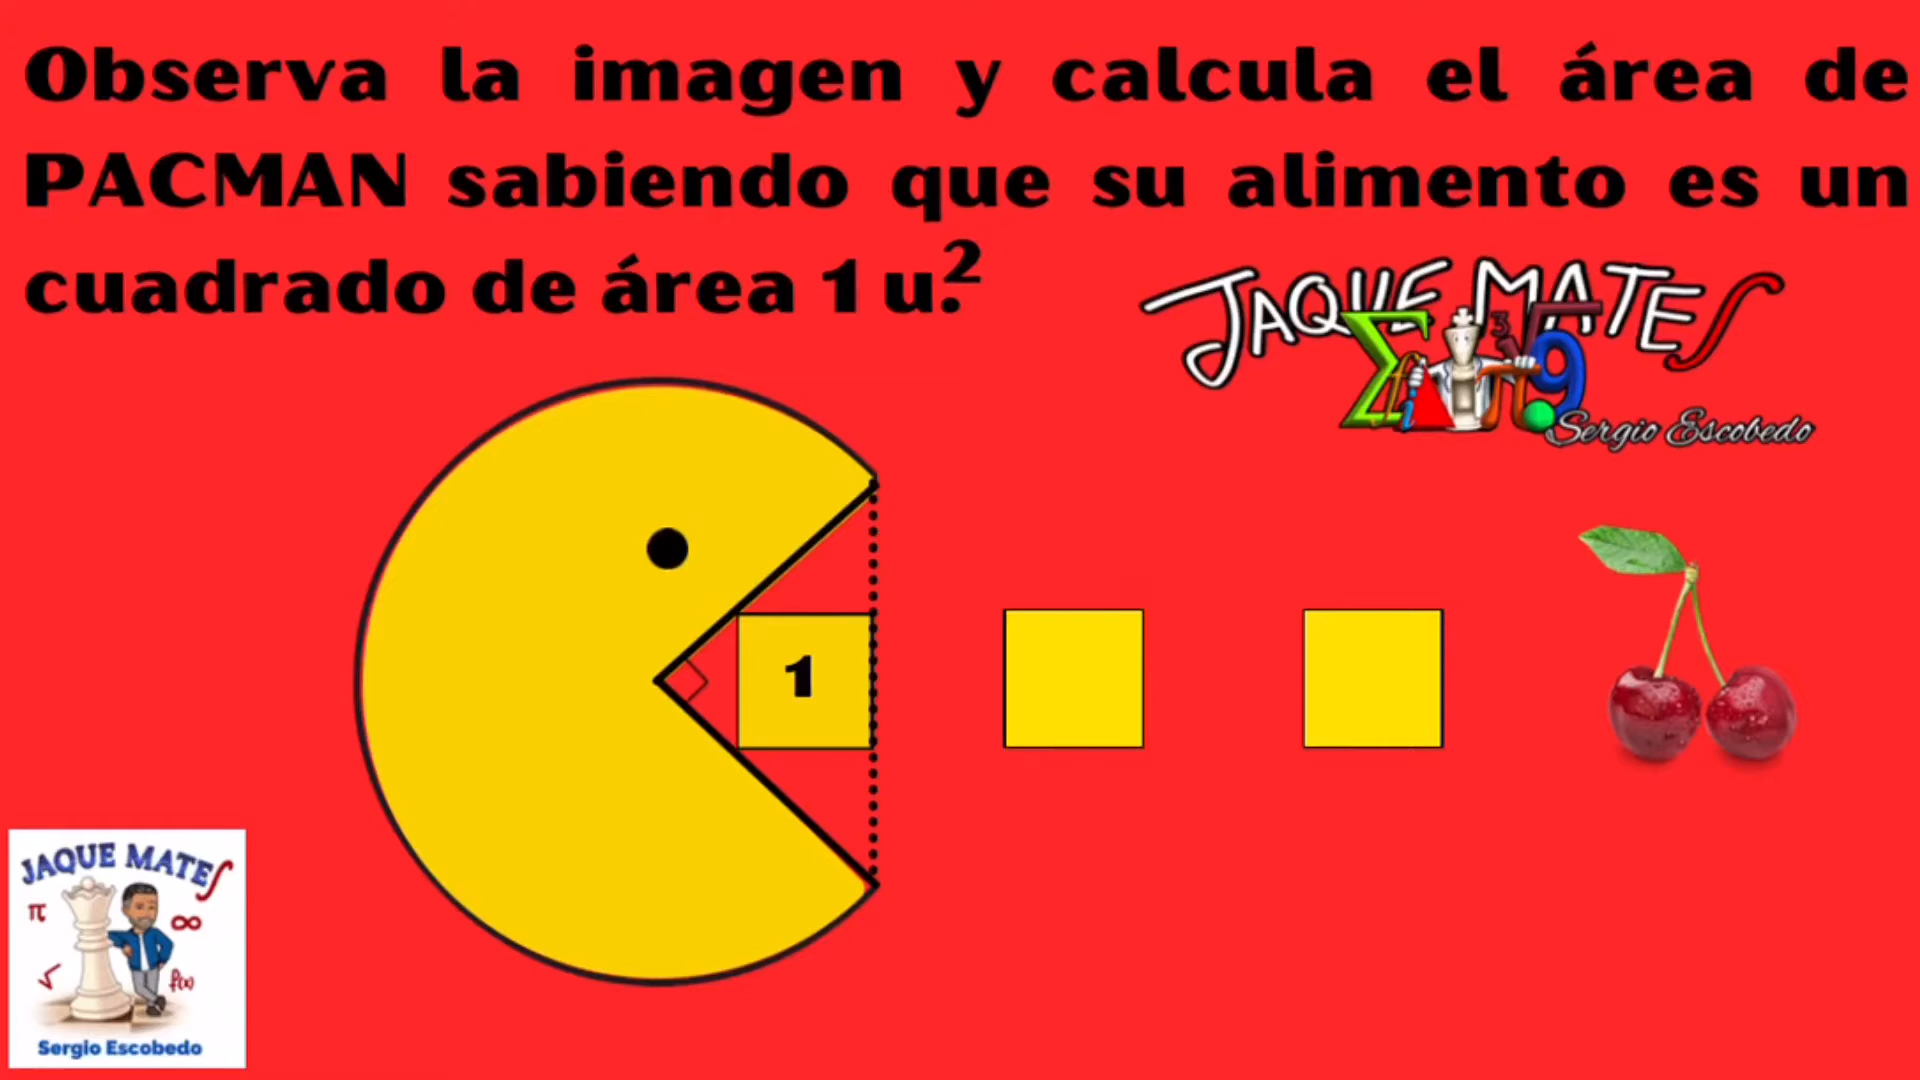 Observa la imagen y calcula el área de
PACMAN sabiendo que su alimento es un
cuadrado de área 1 u.²
JAQUE MATES
Sergio Escobedo
1
JAQUE MATES
π
∞
√
f(x)
Sergio Escobedo